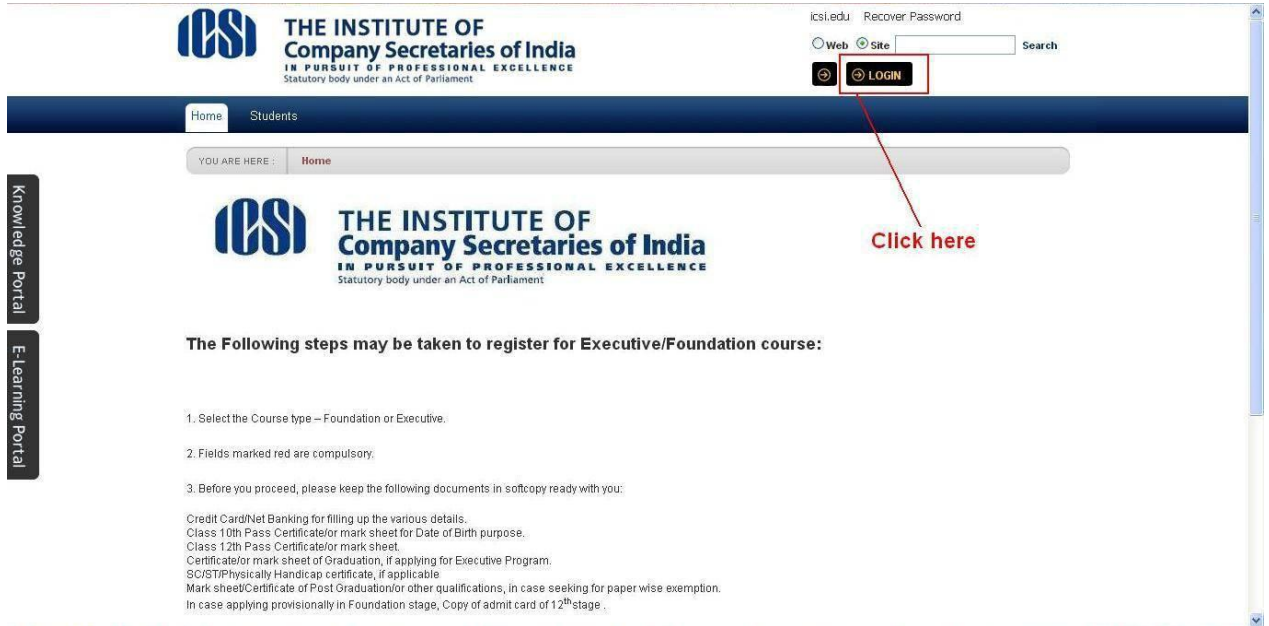 ICSI
THE INSTITUTE OF
Company Secretaries of India
IN PURSUIT OF PROFESSIONAL EXCELLENCE
Statutory body under an Act of Parliament
icsi.edu Recover Password
Web Site Search
LOGIN
Home Students
YOU ARE HERE : Home
Click here
Knowledge Portal
E-Learning Portal
ICSI
THE INSTITUTE OF
Company Secretaries of India
IN PURSUIT OF PROFESSIONAL EXCELLENCE
Statutory body under an Act of Parliament
The Following steps may be taken to register for Executive/Foundation course:
1. Select the Course type – Foundation or Executive.
2. Fields marked red are compulsory.
3. Before you proceed, please keep the following documents in softcopy ready with you:
Credit Card/Net Banking for filling up the various details.
Class 10th Pass Certificate/or mark sheet for Date of Birth purpose.
Class 12th Pass Certificate/or mark sheet.
Certificate/or mark sheet of Graduation, if applying for Executive Program.
SC/ST/Physically Handicap certificate, if applicable
Mark sheet/Certificate of Post Graduation/or other qualifications, in case seeking for paper wise exemption.
In case applying provisionally in Foundation stage, Copy of admit card of 12th stage .